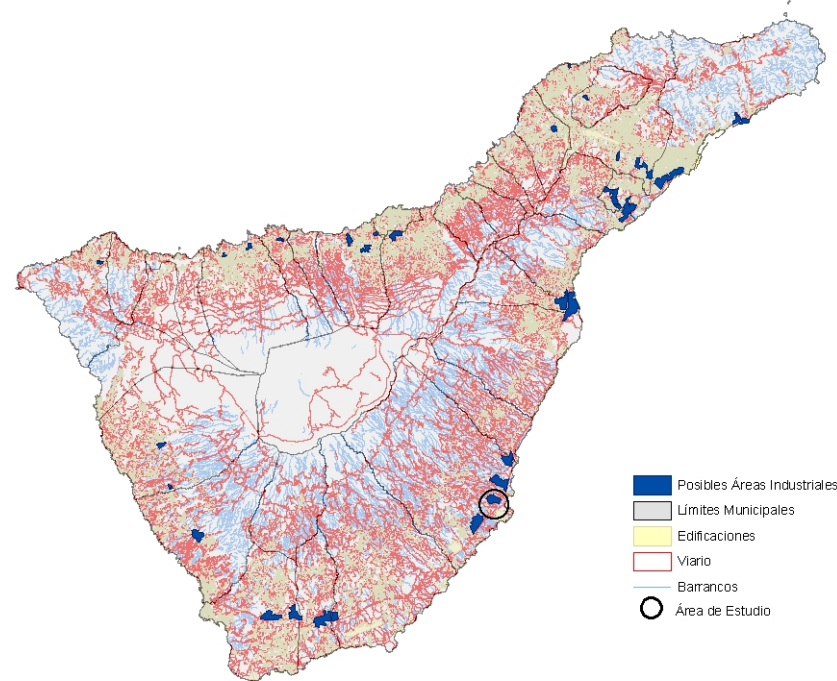 Posibles Áreas Industriales
Límites Municipales
Edificaciones
Viario
Barrancos
Área de Estudio